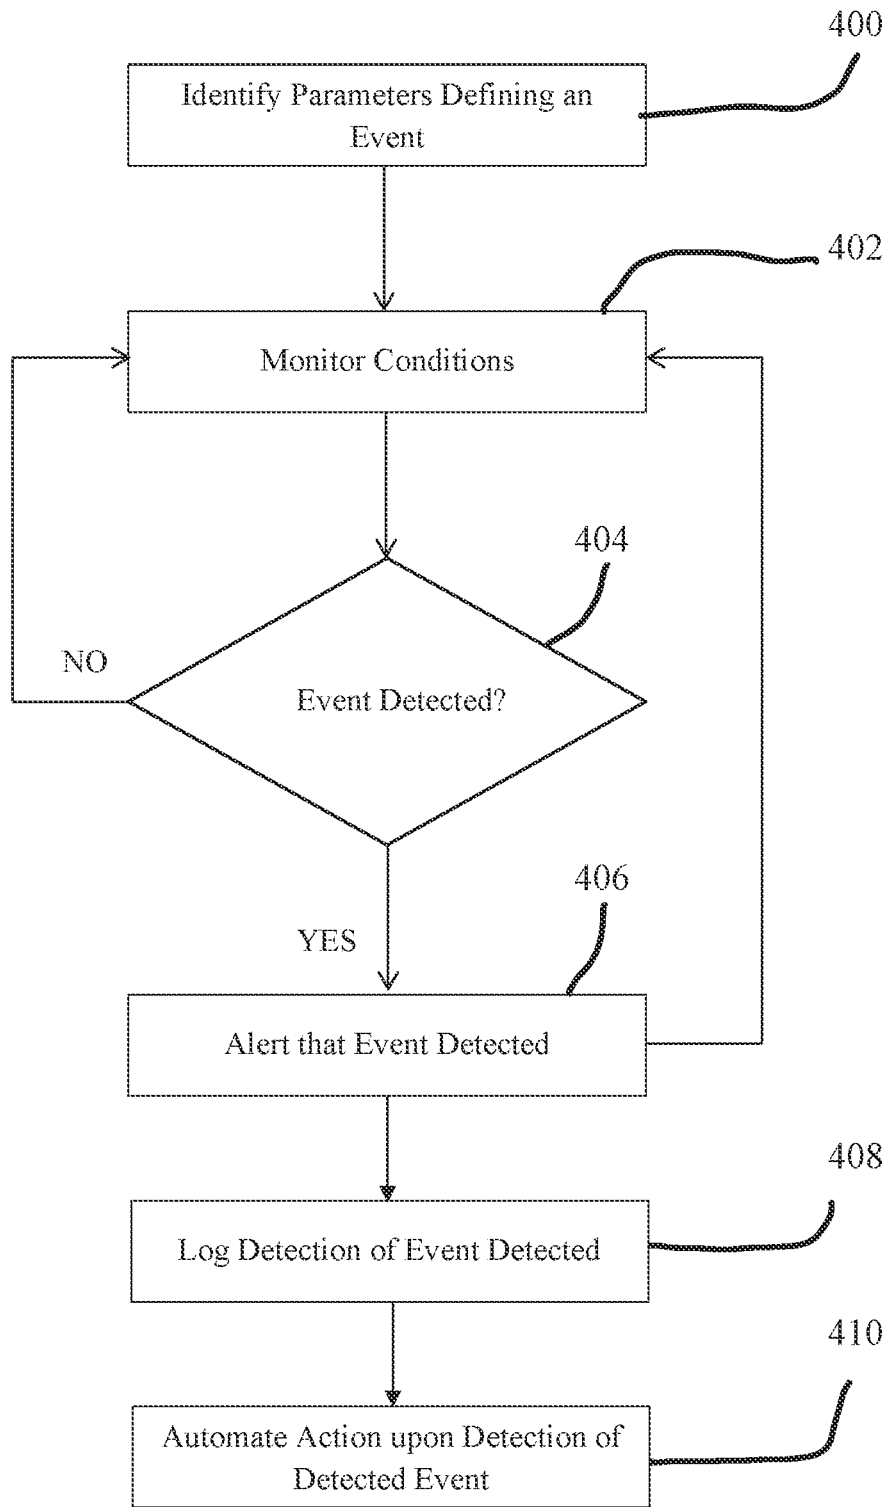 400
Identify Parameters Defining an
Event
402
Monitor Conditions
404
NO
Event Detected?
406
YES
Alert that Event Detected
408
Log Detection of Event Detected
410
Automate Action upon Detection of
Detected Event